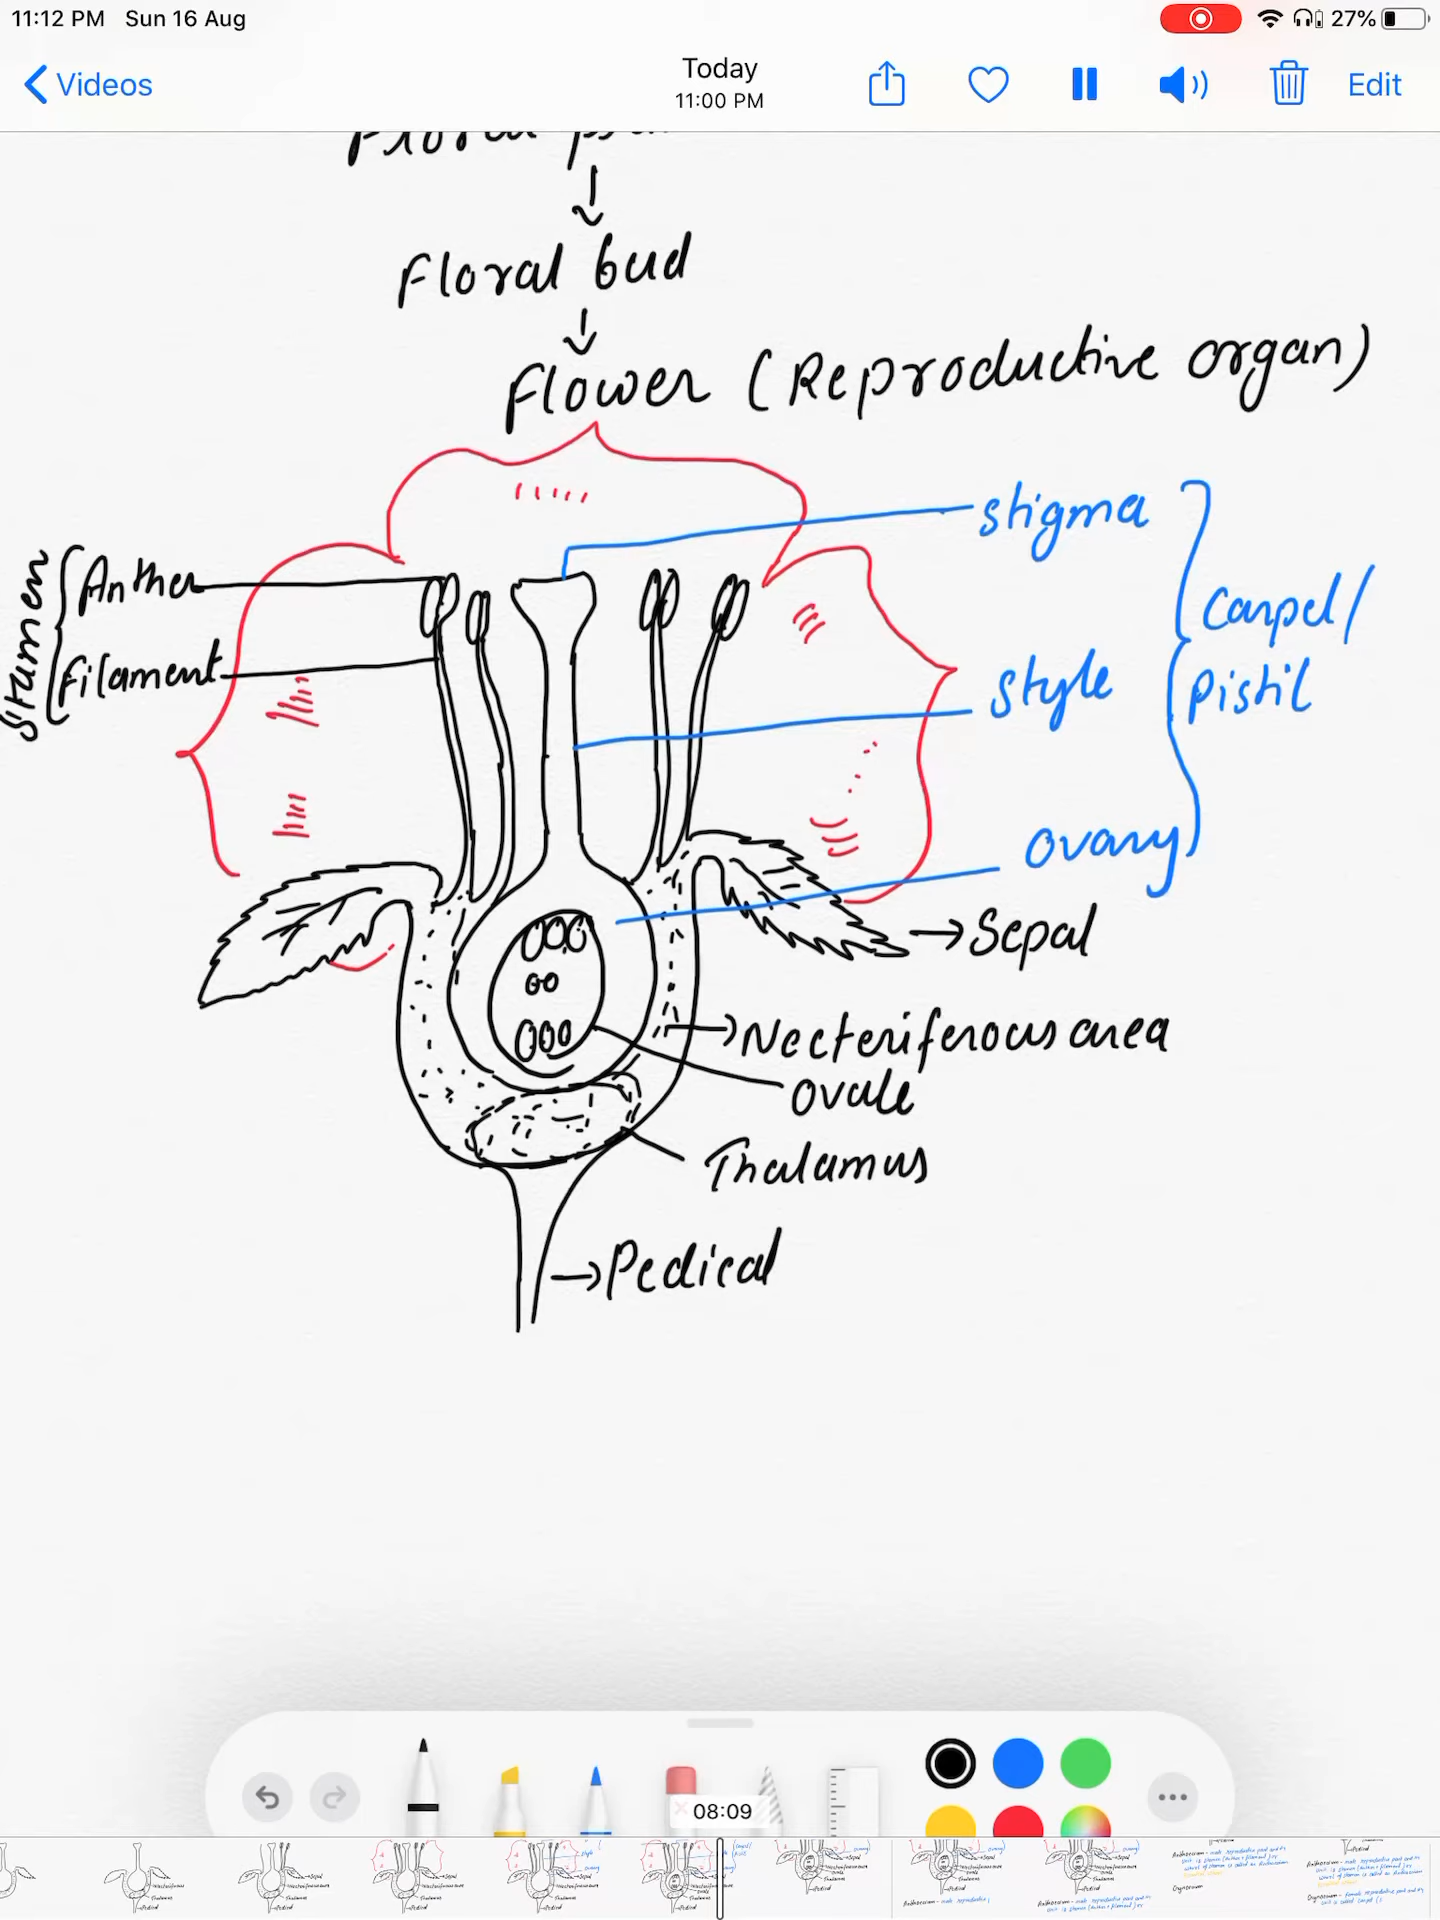 11:12 PM Sun 16 Aug
27%
Videos
Today
11:00 PM
Edit
Floral
Floral bud
Flower (Reproductive organ)
stigma
Stamen
Anther
Filament
Carpel/
Pistil
style
ovary
Sepal
Necteriferous area
ovule
Thalamus
Pedical
08:09